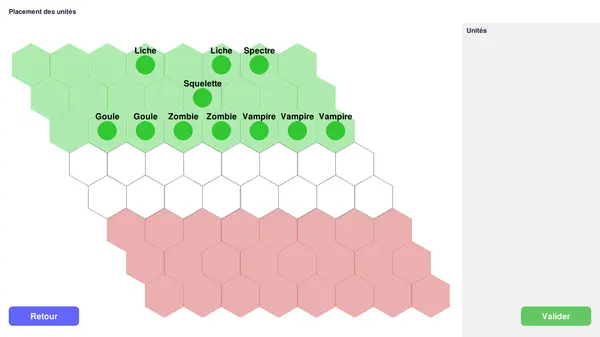 Placement des unités
Unités
Liche Liche Spectre
Squelette
Goule Goule Zombie Zombie Vampire Vampire Vampire
Retour
Valider